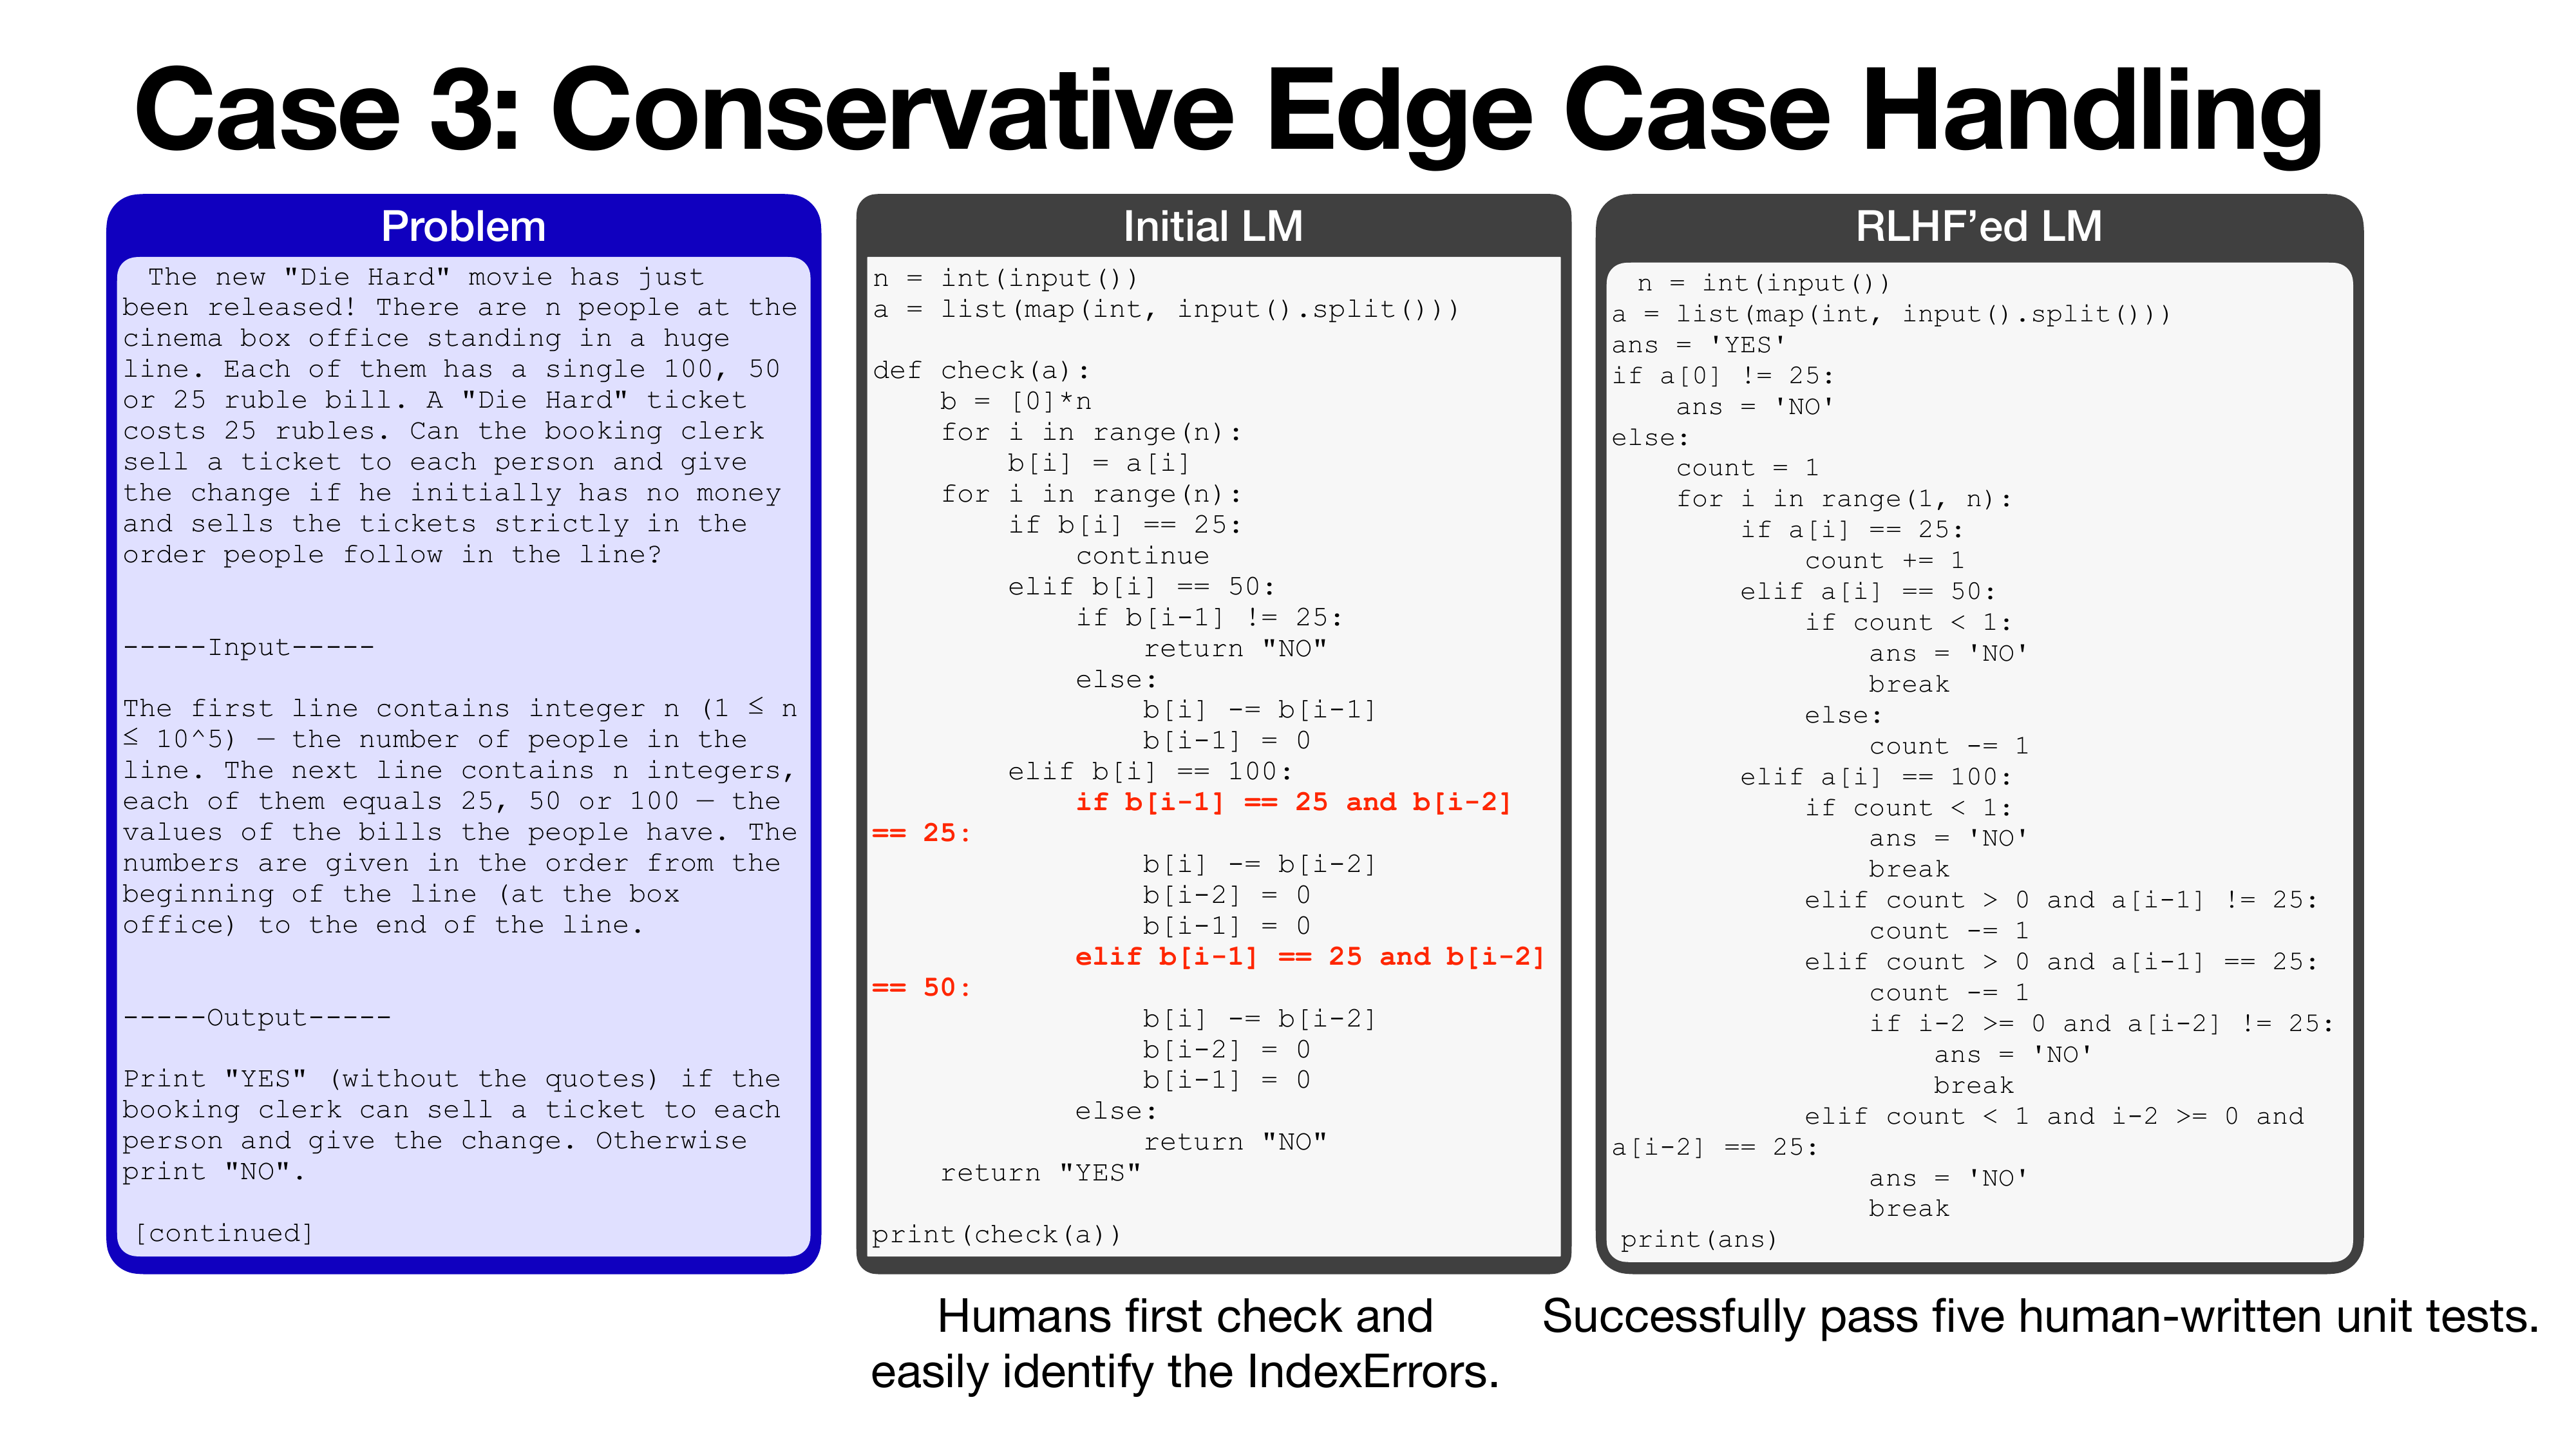 Case 3: Conservative Edge Case Handling
Problem
The new "Die Hard" movie has just
been released! There are n people at the
cinema box office standing in a huge
line. Each of them has a single 100, 50
or 25 ruble bill. A "Die Hard" ticket
costs 25 rubles. Can the booking clerk
sell a ticket to each person and give
the change if he initially has no money
and sells the tickets strictly in the
order people follow in the line?
-----Input-----
The first line contains integer n (1 ≤ n
≤ 10^5) — the number of people in the
line. The next line contains n integers,
each of them equals 25, 50 or 100 — the
values of the bills the people have. The
numbers are given in the order from the
beginning of the line (at the box
office) to the end of the line.
-----Output-----
Print "YES" (without the quotes) if the
booking clerk can sell a ticket to each
person and give the change. Otherwise
print "NO".
[continued]
Initial LM
n = int(input())
a = list(map(int, input().split()))
def check(a):
    b = [0]*n
    for i in range(n):
        b[i] = a[i]
    for i in range(n):
        if b[i] == 25:
            continue
        elif b[i] == 50:
            if b[i-1] != 25:
                return "NO"
            else:
                b[i] -= b[i-1]
                b[i-1] = 0
        elif b[i] == 100:
            if b[i-1] == 25 and b[i-2]
== 25:
                b[i] -= b[i-2]
                b[i-2] = 0
                b[i-1] = 0
            elif b[i-1] == 25 and b[i-2]
== 50:
                b[i] -= b[i-2]
                b[i-2] = 0
                b[i-1] = 0
            else:
                return "NO"
    return "YES"
print(check(a))
Humans first check and
easily identify the IndexErrors.
RLHF’ed LM
n = int(input())
a = list(map(int, input().split()))
ans = 'YES'
if a[0] != 25:
    ans = 'NO'
else:
    count = 1
    for i in range(1, n):
        if a[i] == 25:
            count += 1
        elif a[i] == 50:
            if count < 1:
                ans = 'NO'
                break
            else:
                count -= 1
        elif a[i] == 100:
            if count < 1:
                ans = 'NO'
                break
            elif count > 0 and a[i-1] != 25:
                count -= 1
            elif count > 0 and a[i-1] == 25:
                count -= 1
                if i-2 >= 0 and a[i-2] != 25:
                    ans = 'NO'
                    break
            elif count < 1 and i-2 >= 0 and
a[i-2] == 25:
                ans = 'NO'
                break
print(ans)
Successfully pass five human-written unit tests.